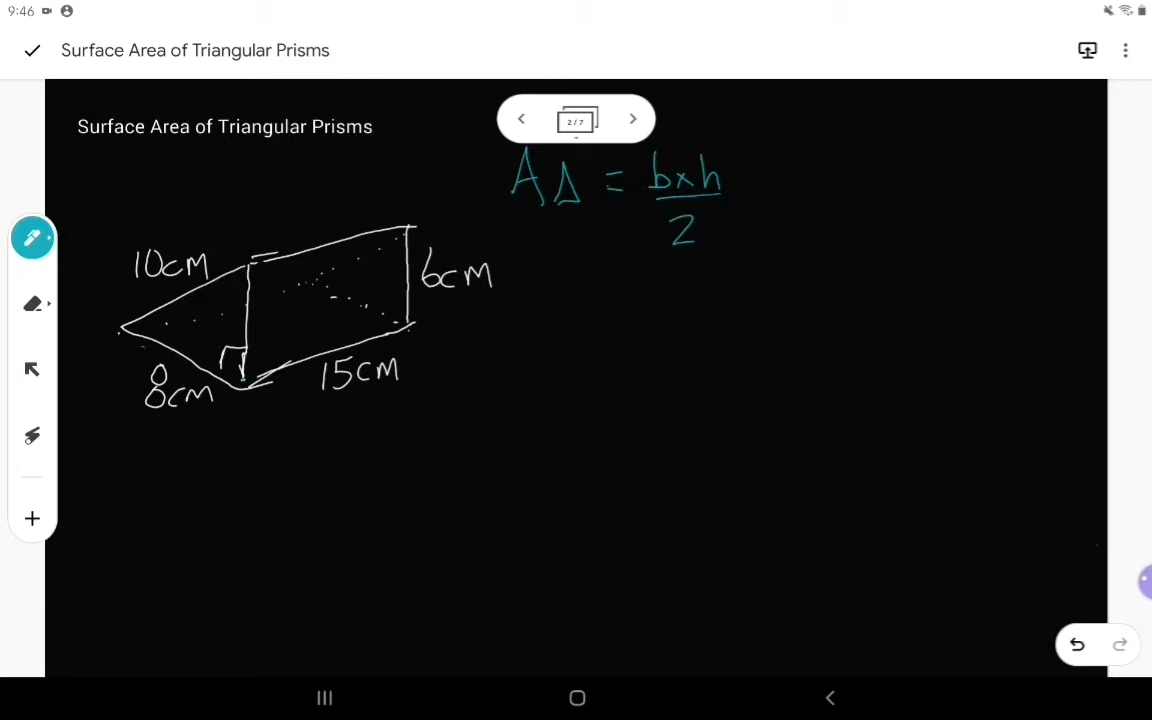 9:46
Surface Area of Triangular Prisms
Surface Area of Triangular Prisms
2/7
A△ = b×h
2
10cm
6cm
8cm
15cm